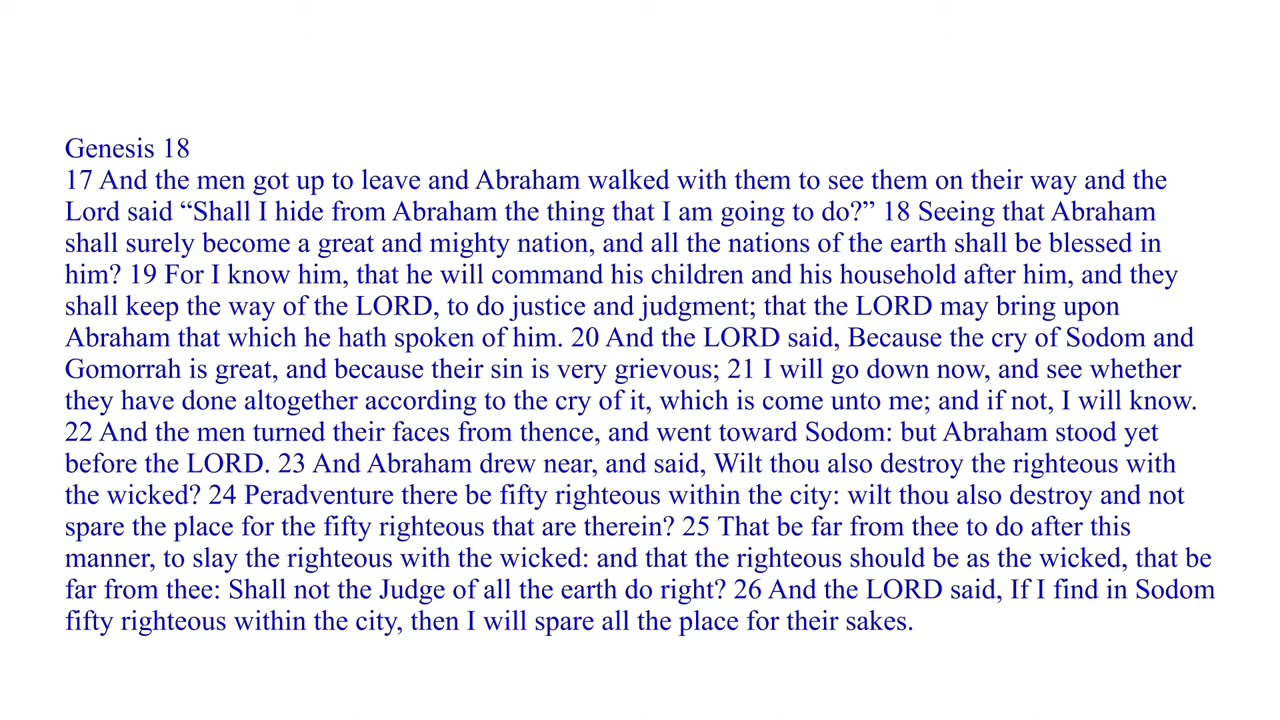 Genesis 18
17 And the men got up to leave and Abraham walked with them to see them on their way and the
Lord said “Shall I hide from Abraham the thing that I am going to do?” 18 Seeing that Abraham
shall surely become a great and mighty nation, and all the nations of the earth shall be blessed in
him? 19 For I know him, that he will command his children and his household after him, and they
shall keep the way of the LORD, to do justice and judgment; that the LORD may bring upon
Abraham that which he hath spoken of him. 20 And the LORD said, Because the cry of Sodom and
Gomorrah is great, and because their sin is very grievous; 21 I will go down now, and see whether
they have done altogether according to the cry of it, which is come unto me; and if not, I will know.
22 And the men turned their faces from thence, and went toward Sodom: but Abraham stood yet
before the LORD. 23 And Abraham drew near, and said, Wilt thou also destroy the righteous with
the wicked? 24 Peradventure there be fifty righteous within the city: wilt thou also destroy and not
spare the place for the fifty righteous that are therein? 25 That be far from thee to do after this
manner, to slay the righteous with the wicked: and that the righteous should be as the wicked, that be
far from thee: Shall not the Judge of all the earth do right? 26 And the LORD said, If I find in Sodom
fifty righteous within the city, then I will spare all the place for their sakes.